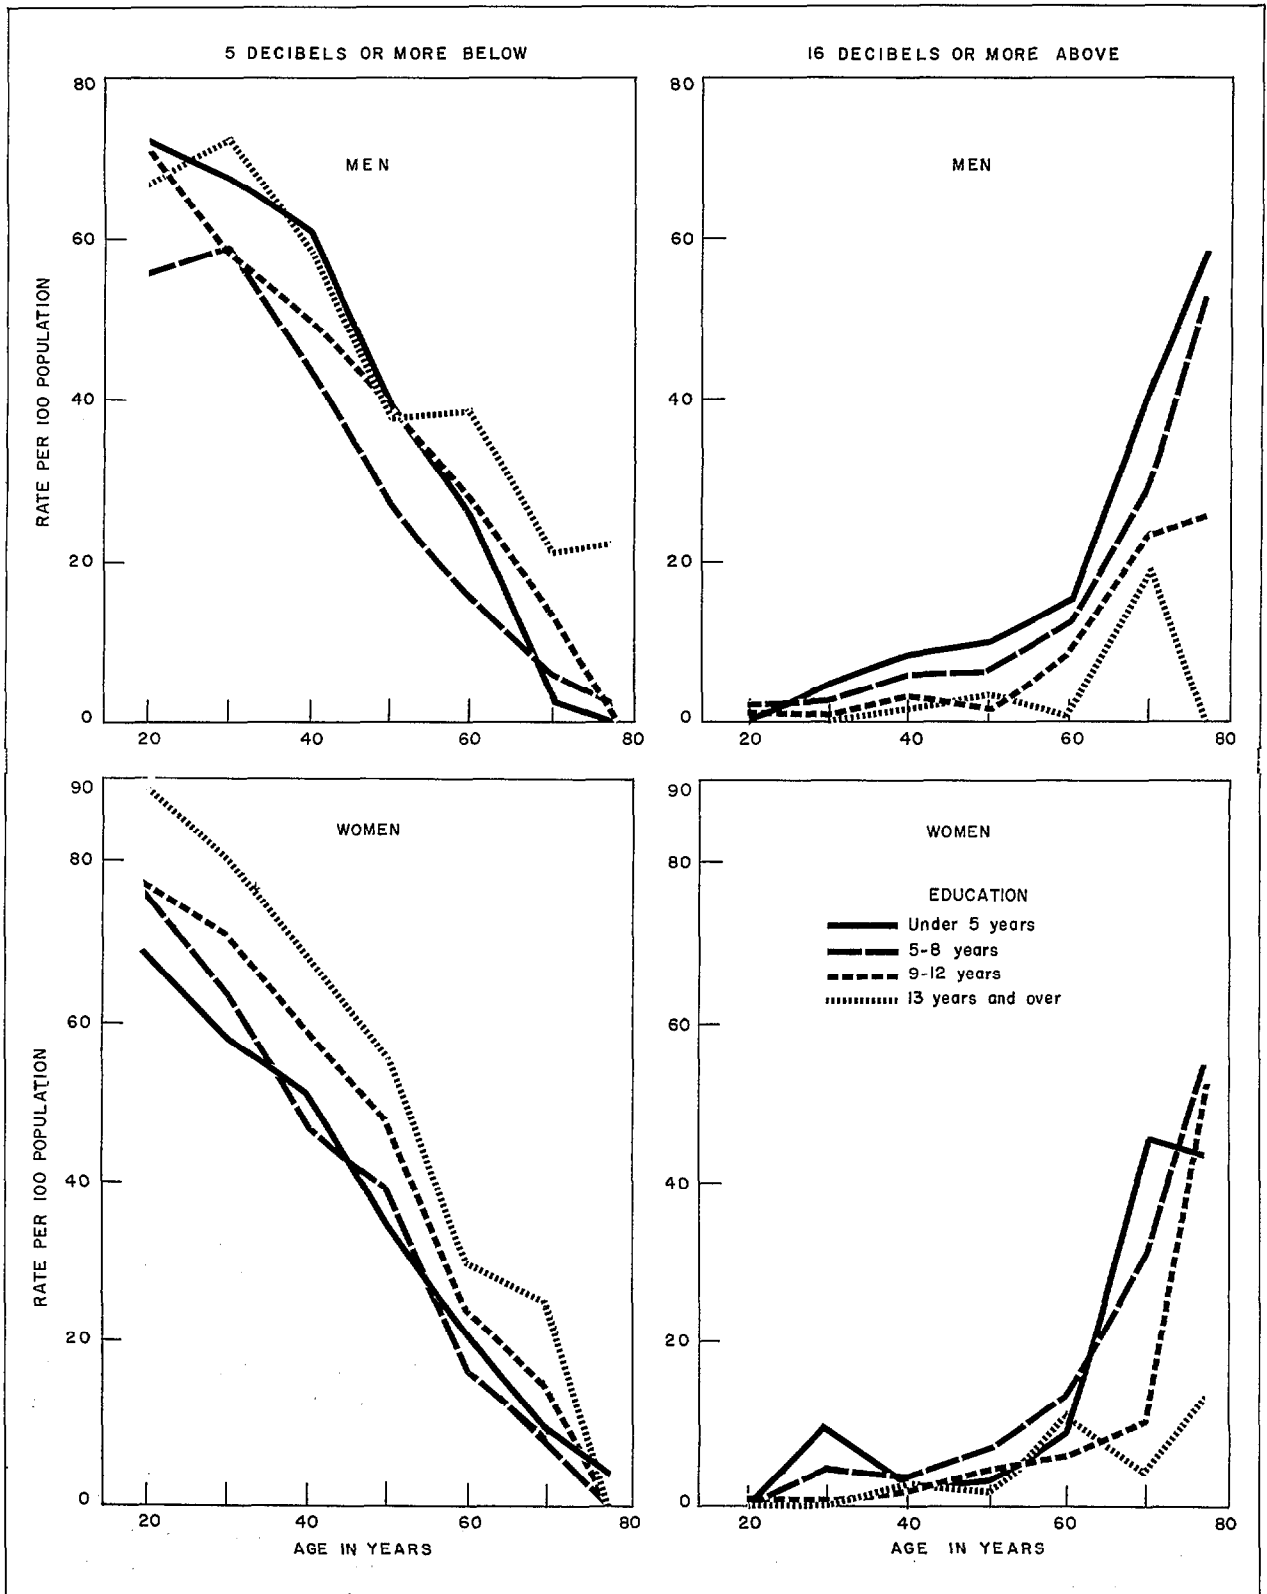 5 DECIBELS OR MORE BELOW
16 DECIBELS OR MORE ABOVE
RATE PER 100 POPULATION
MEN
80
60
40
20
0
20
40
60
80
MEN
80
60
40
20
0
20
40
60
80
RATE PER 100 POPULATION
WOMEN
90
80
60
40
20
0
20
40
60
80
AGE IN YEARS
WOMEN
EDUCATION
Under 5 years
5-8 years
9-12 years
13 years and over
90
80
60
40
20
0
20
40
60
80
AGE IN YEARS